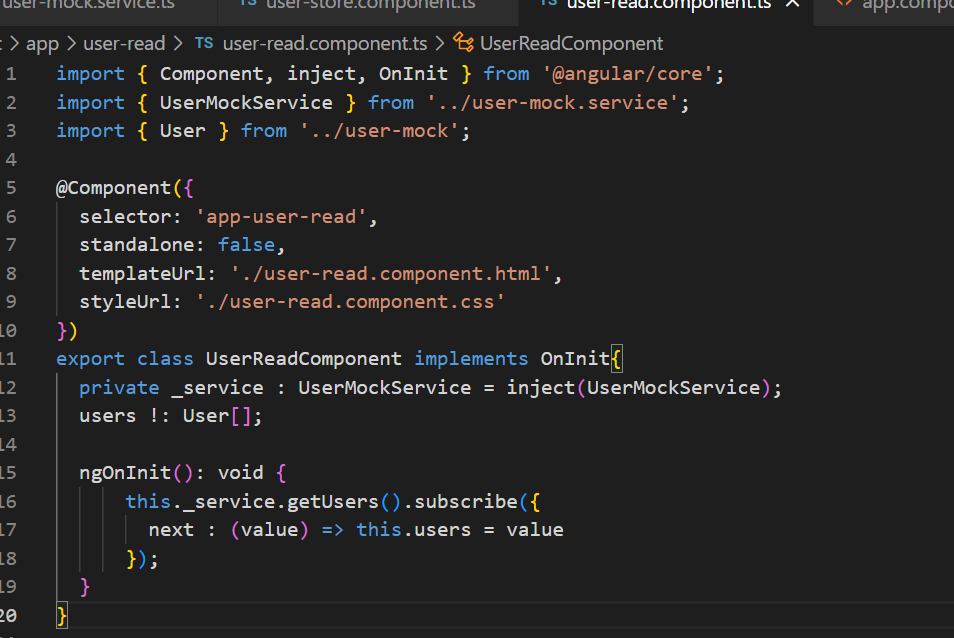 user-mock.service.ts TS user-store.component.ts TS user-read.component.ts × <> app.compo
> app > user-read > TS user-read.component.ts > UserReadComponent
1 import { Component, inject, OnInit } from '@angular/core';
2 import { UserMockService } from '../user-mock.service';
3 import { User } from '../user-mock';
4
5 @Component({
6 selector: 'app-user-read',
7 standalone: false,
8 templateUrl: './user-read.component.html',
9 styleUrl: './user-read.component.css'
10 })
11 export class UserReadComponent implements OnInit{
12 private _service : UserMockService = inject(UserMockService);
13 users !: User[];
14
15 ngOnInit(): void {
16 this._service.getUsers().subscribe({
17 next : (value) => this.users = value
18 });
19 }
20 }